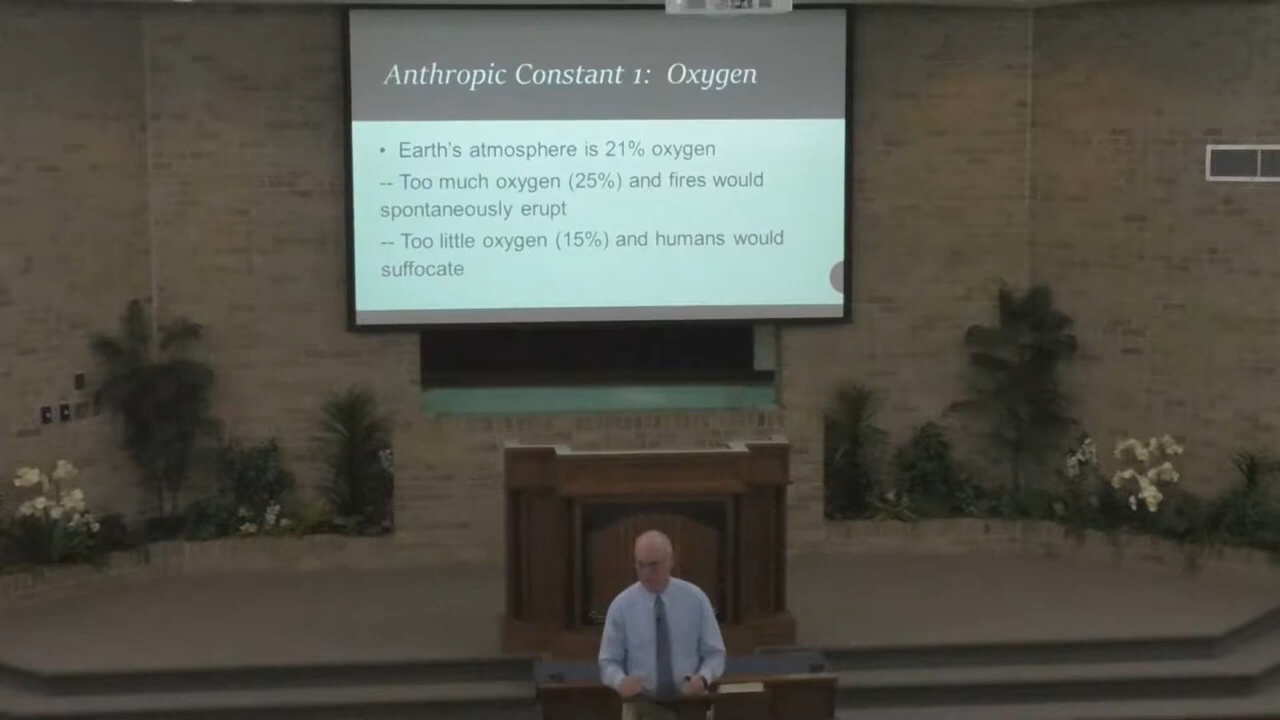 Anthropic Constant 1: Oxygen
• Earth's atmosphere is 21% oxygen
-- Too much oxygen (25%) and fires would
spontaneously erupt
-- Too little oxygen (15%) and humans would
suffocate